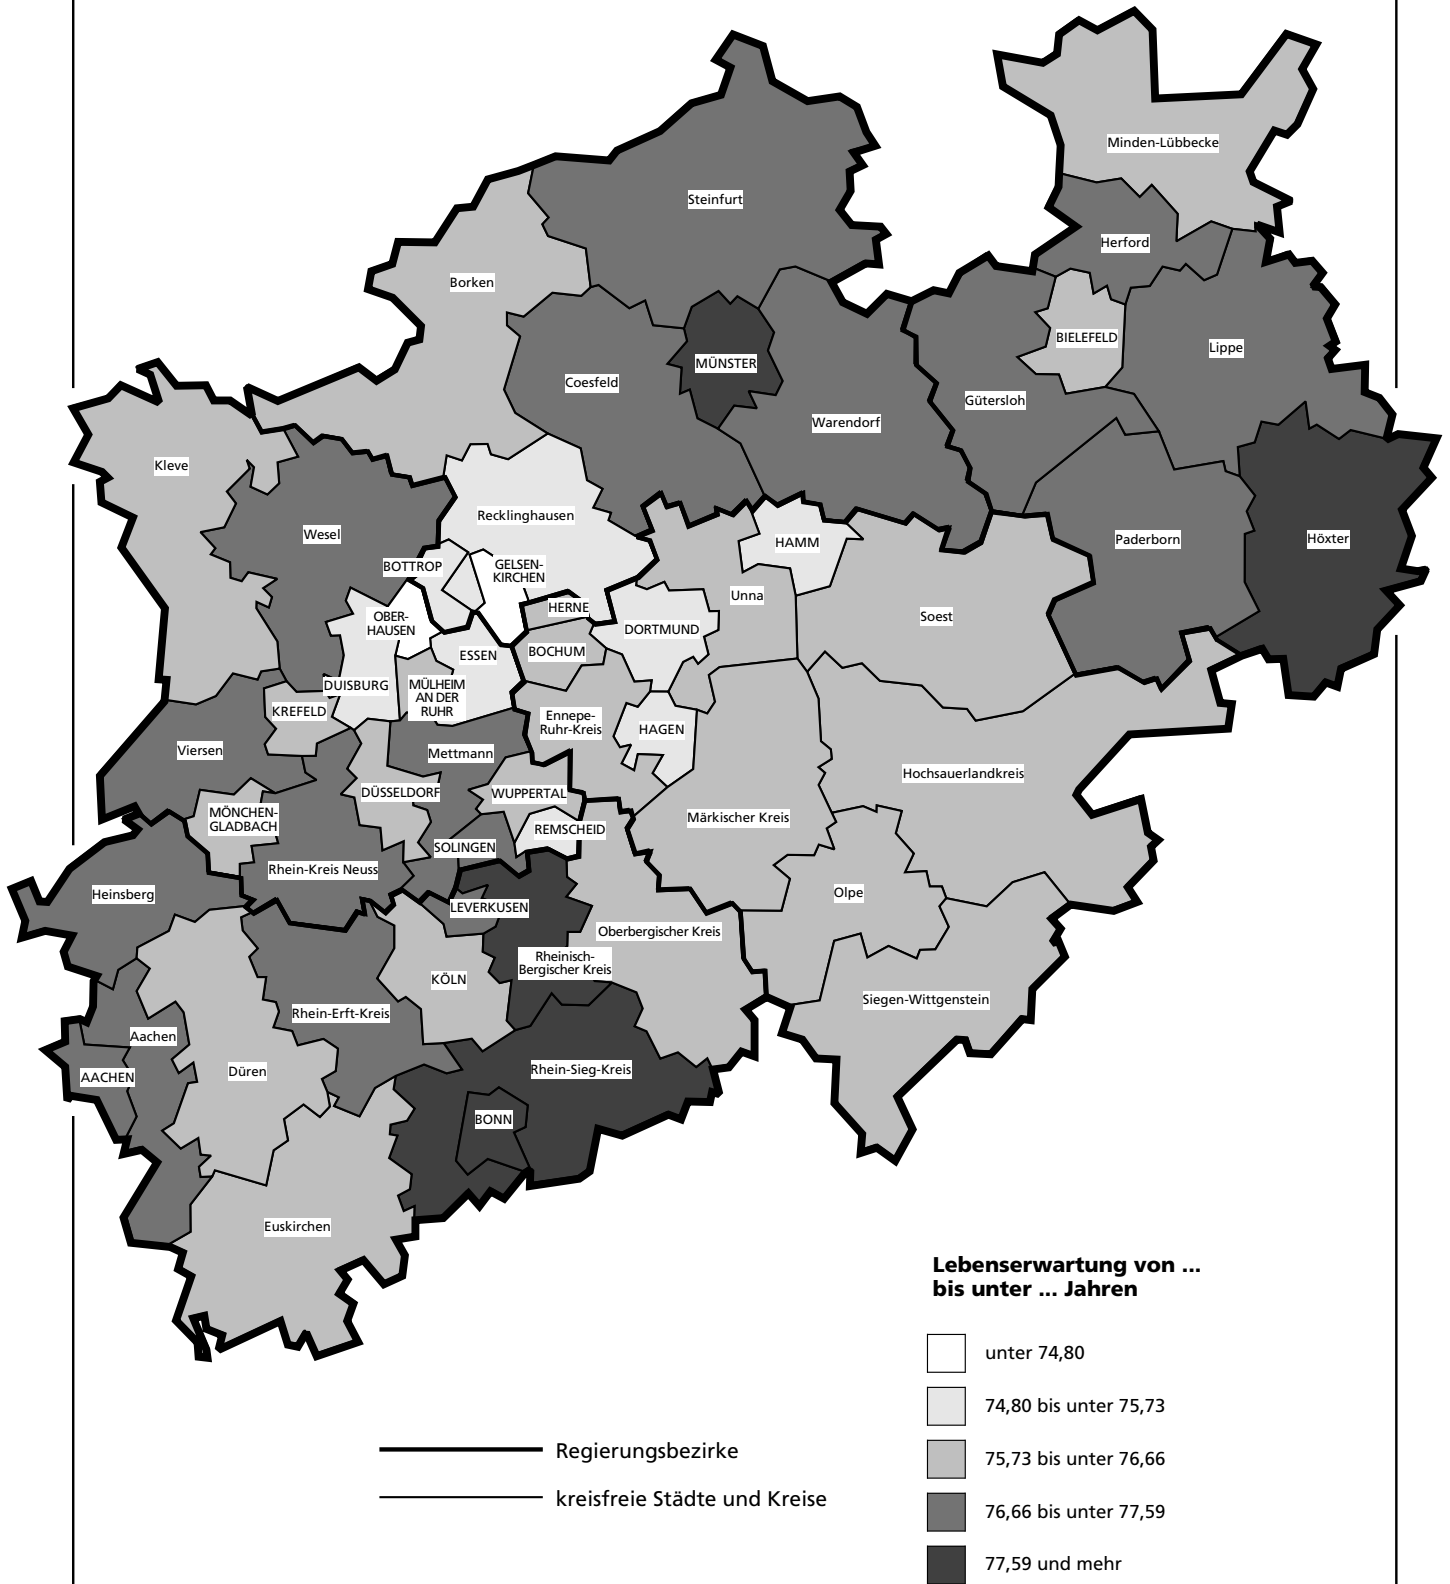 Minden-Lübbecke
Steinfurt
Herford
Borken
BIELEFELD
Lippe
MÜNSTER
Coesfeld
Gütersloh
Warendorf
Kleve
Recklinghausen
Wesel
HAMM
Paderborn
Höxter
BOTTROP
GELSEN-
KIRCHEN
Unna
HERNE
OBER-
HAUSEN
Soest
DORTMUND
ESSEN
BOCHUM
DUISBURG
MÜLHEIM
AN DER
RUHR
KREFELD
Ennepe-
Ruhr-Kreis
HAGEN
Viersen
Mettmann
Hochsauerlandkreis
DÜSSELDORF
WUPPERTAL
MÖNCHEN-
GLADBACH
Märkischer Kreis
REMSCHEID
SOLINGEN
Rhein-Kreis Neuss
Heinsberg
Olpe
LEVERKUSEN
Oberbergischer Kreis
Rheinisch-
Bergischer Kreis
KÖLN
Siegen-Wittgenstein
Rhein-Erft-Kreis
Aachen
Düren
Rhein-Sieg-Kreis
AACHEN
BONN
Euskirchen
Lebenserwartung von ...
bis unter ... Jahren
unter 74,80
74,80 bis unter 75,73
75,73 bis unter 76,66
76,66 bis unter 77,59
77,59 und mehr
Regierungsbezirke
kreisfreie Städte und Kreise